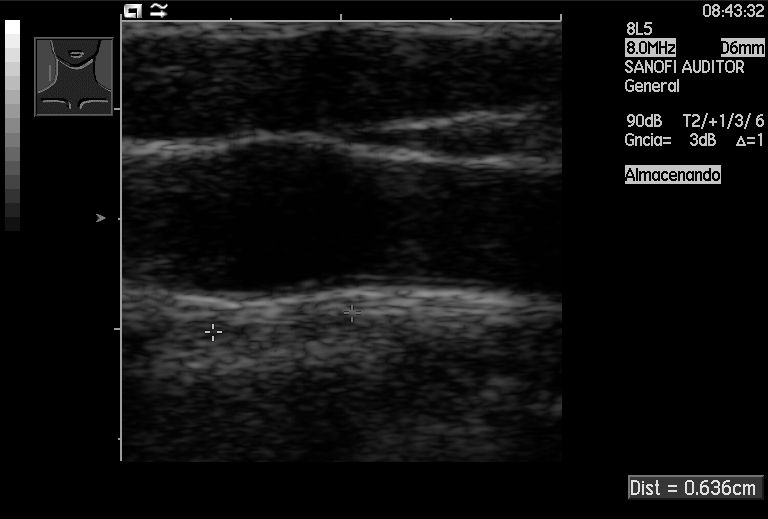 08:43:32
8L5
8.0MHz 06mm
SANOFI AUDITOR
General
90dB T2/+1/3/ 6
Gncia= 3dB Δ=1
Almacenando
Dist = 0.636cm